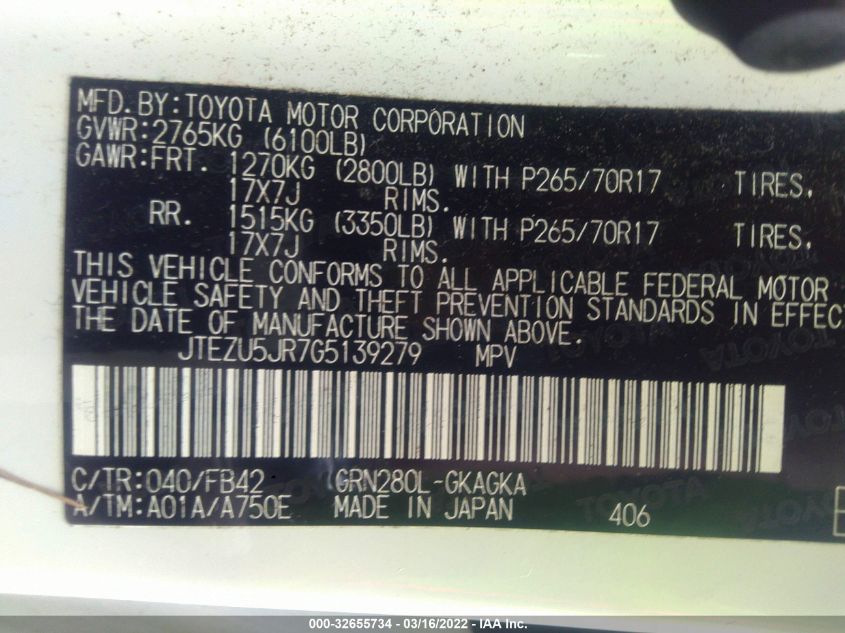 MFD. BY: TOYOTA MOTOR CORPORATION
GVWR: 2765KG (6100LB)
GAWR: FRT. 1270KG (2800LB) WITH P265/70R17 TIRES,
17X7J RIMS.
RR. 1515KG (3350LB) WITH P265/70R17 TIRES,
17X7J RIMS.
THIS VEHICLE CONFORMS TO ALL APPLICABLE FEDERAL MOTOR
VEHICLE SAFETY AND THEFT PREVENTION STANDARDS IN EFFEC
THE DATE OF MANUFACTURE SHOWN ABOVE.
JTEZU5JR7G5139279 MPV
C/TR: 040/FB42 GRN280L-GKAGKA
A/TM: A01A/A750E MADE IN JAPAN 406
000-32655734 - 03/16/2022 - IAA Inc.